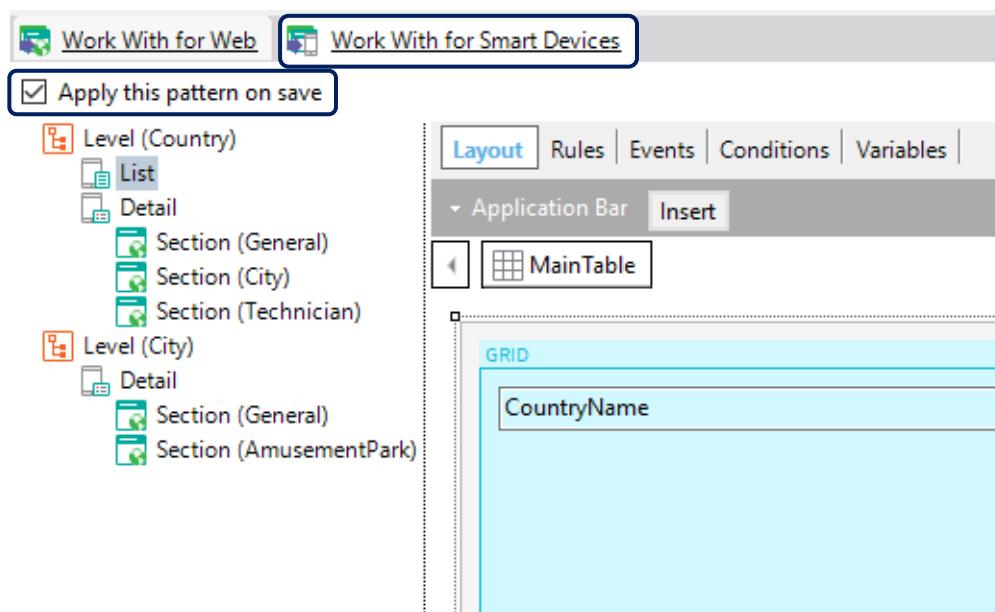 Work With for Web
Work With for Smart Devices
Apply this pattern on save
Level (Country)
List
Detail
Section (General)
Section (City)
Section (Technician)
Level (City)
Detail
Section (General)
Section (AmusementPark)
Layout Rules Events Conditions Variables
Application Bar Insert
MainTable
GRID
CountryName